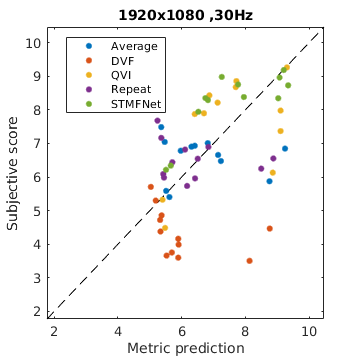 1920x1080 ,30Hz
Average
DVF
QVI
Repeat
STMFNet
Subjective score
10
9
8
7
6
5
4
3
2
2 4 6 8 10
Metric prediction